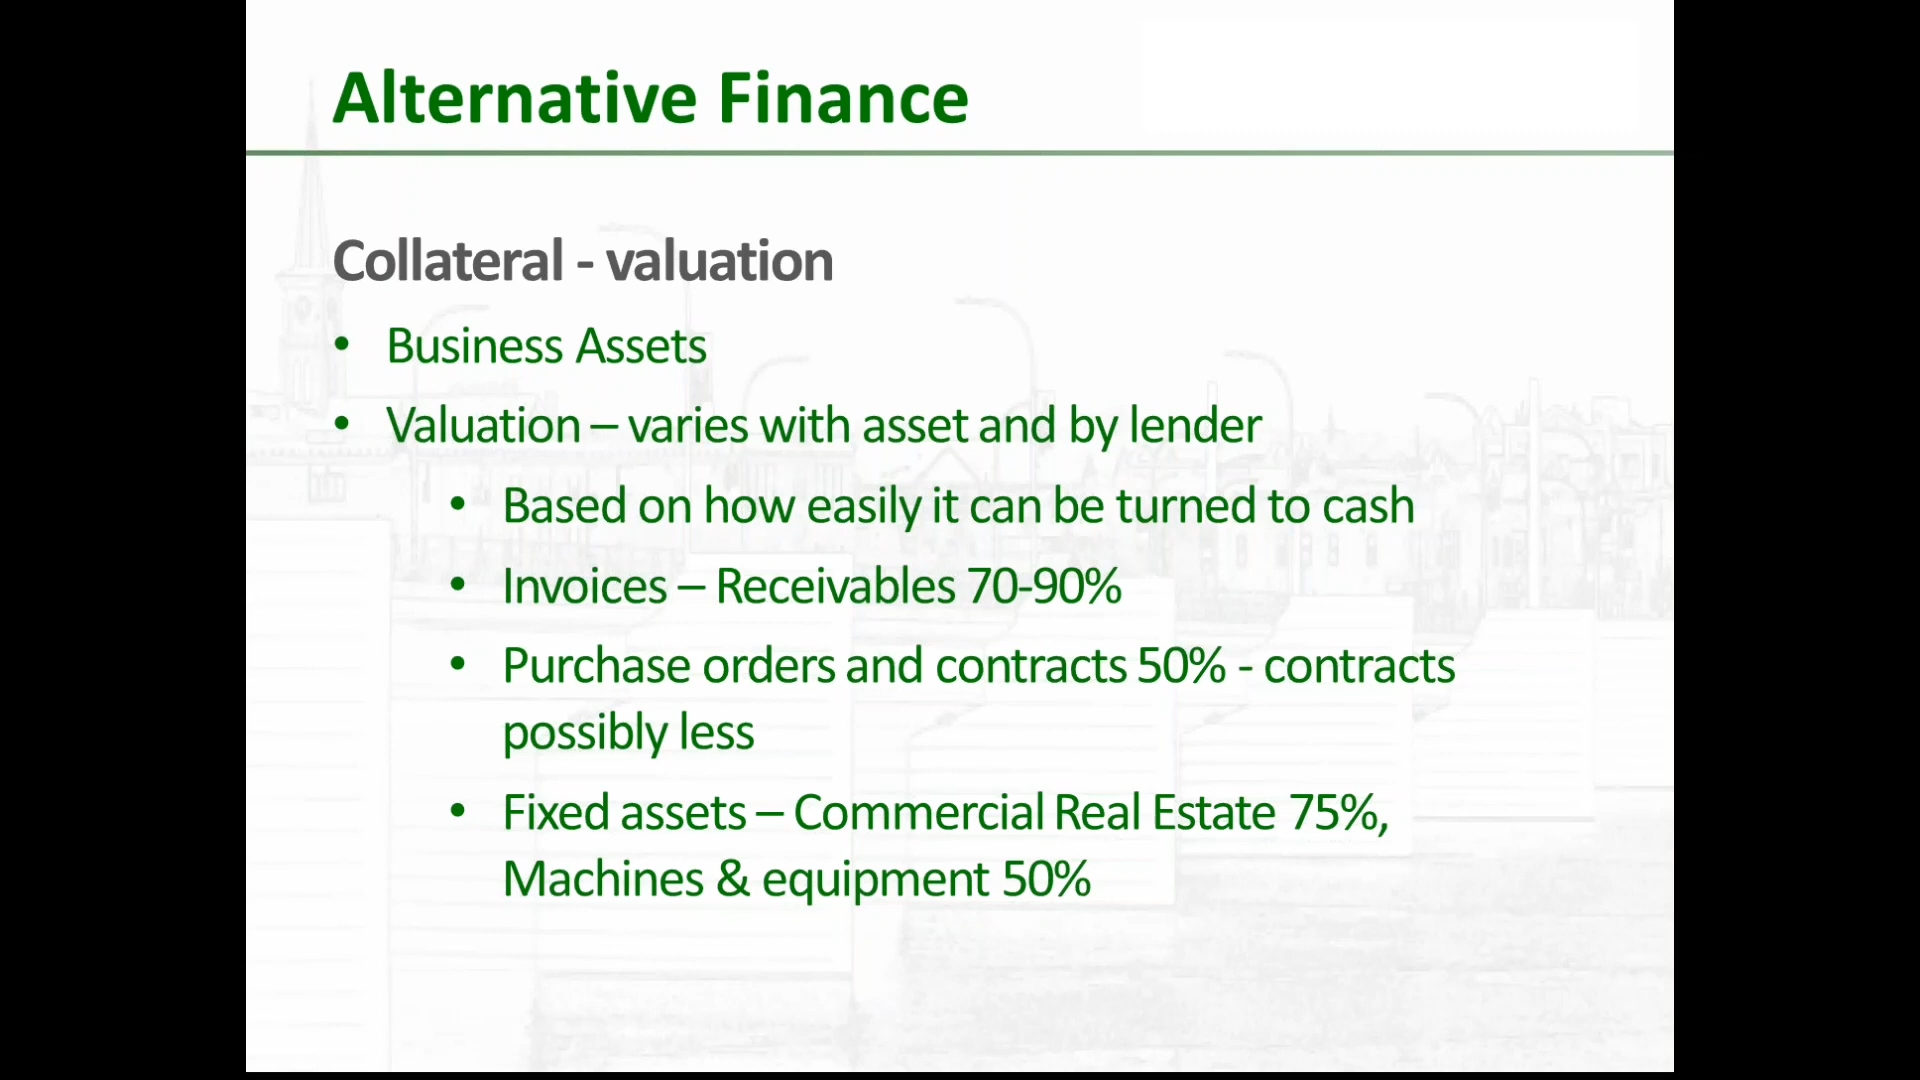 Alternative Finance
Collateral - valuation
• Business Assets
• Valuation – varies with asset and by lender
• Based on how easily it can be turned to cash
• Invoices – Receivables 70-90%
• Purchase orders and contracts 50% - contracts
possibly less
• Fixed assets – Commercial Real Estate 75%,
Machines & equipment 50%